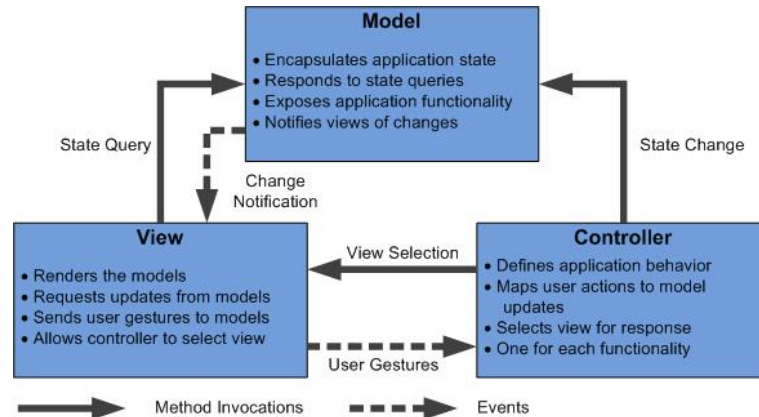 Model
• Encapsulates application state
• Responds to state queries
• Exposes application functionality
• Notifies views of changes
State Query
State Change
Change
Notification
View
• Renders the models
• Requests updates from models
• Sends user gestures to models
• Allows controller to select view
View Selection
Controller
• Defines application behavior
• Maps user actions to model
updates
• Selects view for response
• One for each functionality
User Gestures
Method Invocations
Events